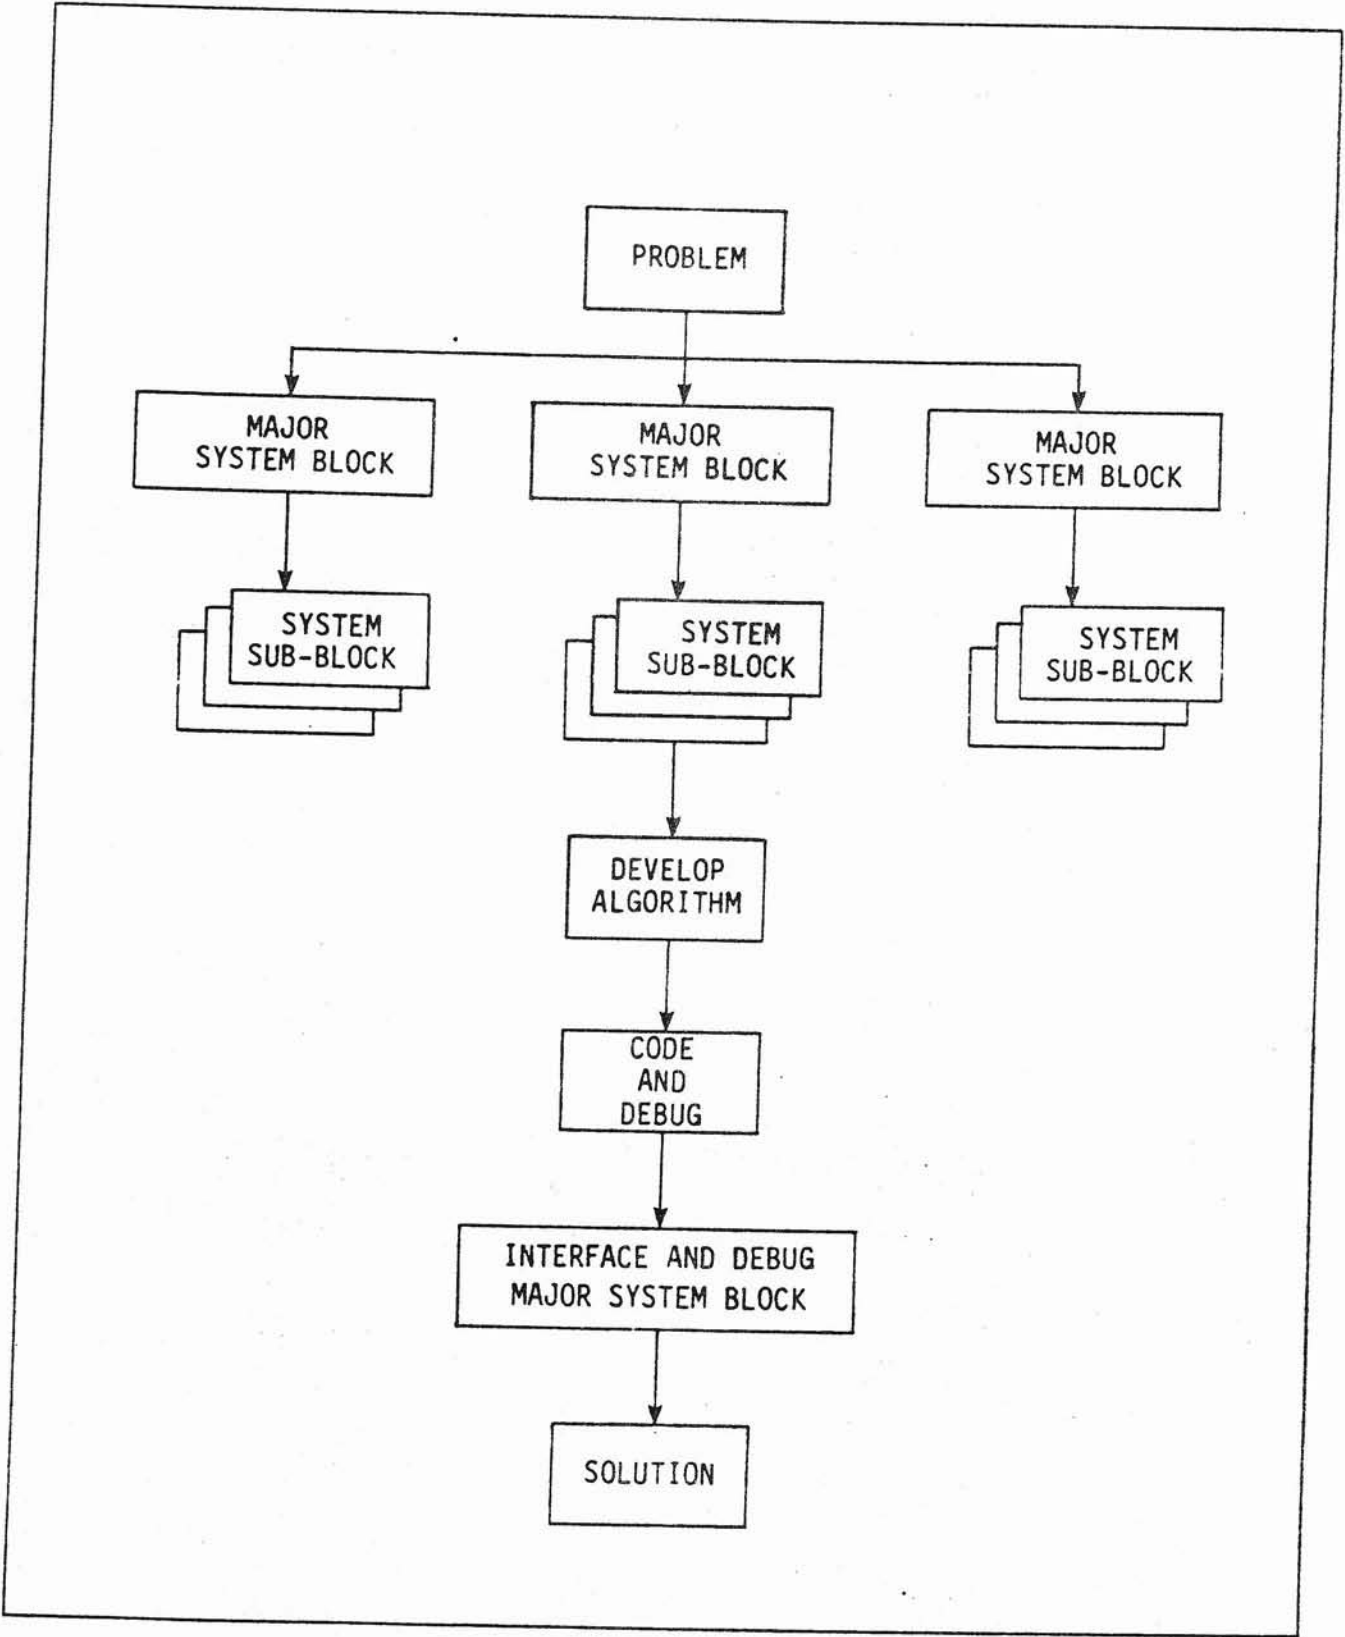 PROBLEM
MAJOR
SYSTEM BLOCK
MAJOR
SYSTEM BLOCK
MAJOR
SYSTEM BLOCK
SYSTEM
SUB-BLOCK
SYSTEM
SUB-BLOCK
SYSTEM
SUB-BLOCK
DEVELOP
ALGORITHM
CODE
AND
DEBUG
INTERFACE AND DEBUG
MAJOR SYSTEM BLOCK
SOLUTION